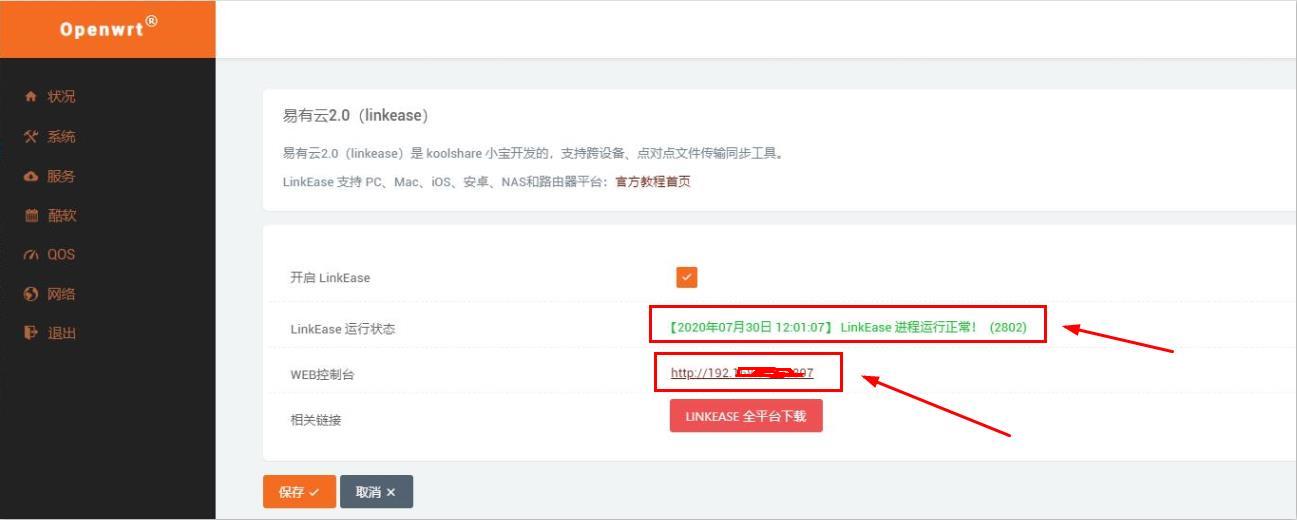 Openwrt®
状况
系统
服务
酷软
QOS
网络
退出
易有云2.0（linkease）
易有云2.0（linkease）是 koolshare 小宝开发的，支持跨设备、点对点文件传输同步工具。
LinkEase 支持 PC、Mac、iOS、安卓、NAS和路由器平台：官方教程首页
开启 LinkEase
LinkEase 运行状态
【2020年07月30日 12:01:07】 LinkEase 进程运行正常！ (2802)
WEB控制台
http://192.
相关链接
LINKEASE 全平台下载
保存
取消